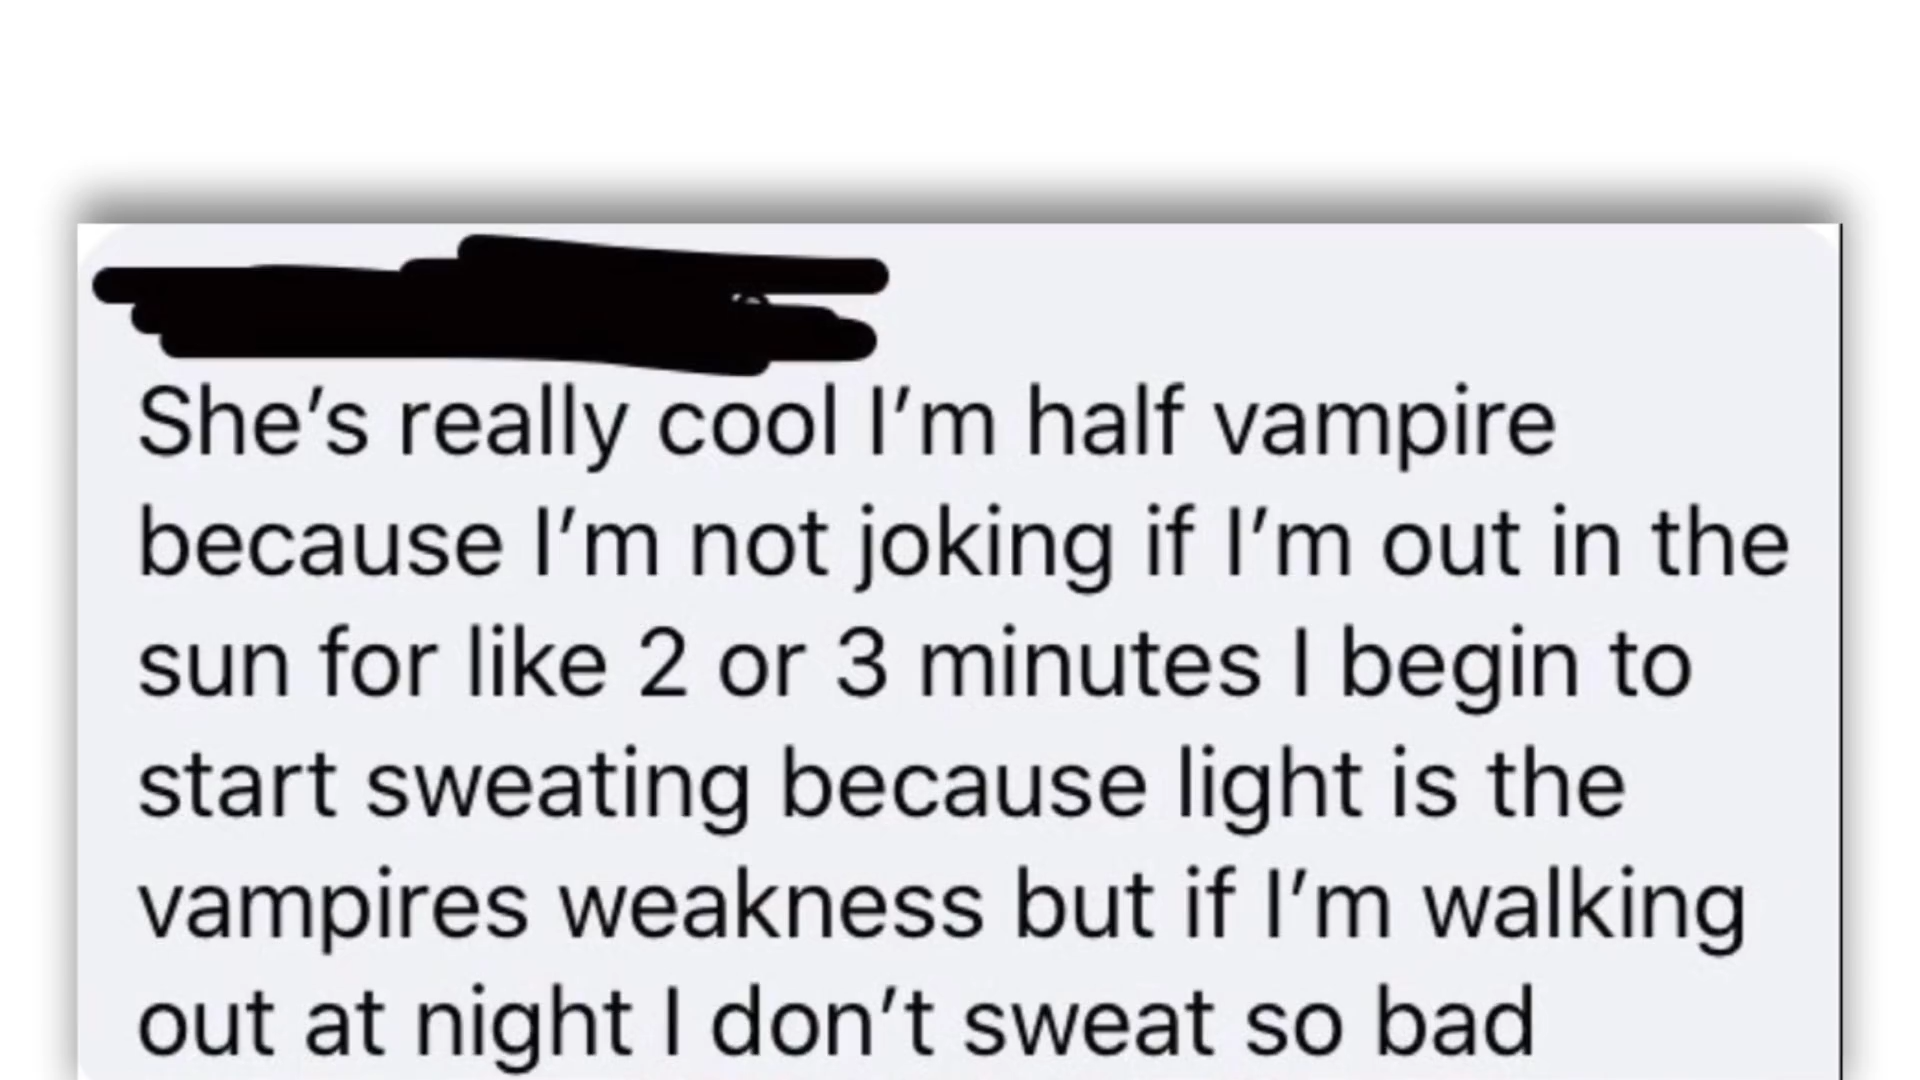 She’s really cool I’m half vampire
because I’m not joking if I’m out in the
sun for like 2 or 3 minutes I begin to
start sweating because light is the
vampires weakness but if I’m walking
out at night I don’t sweat so bad